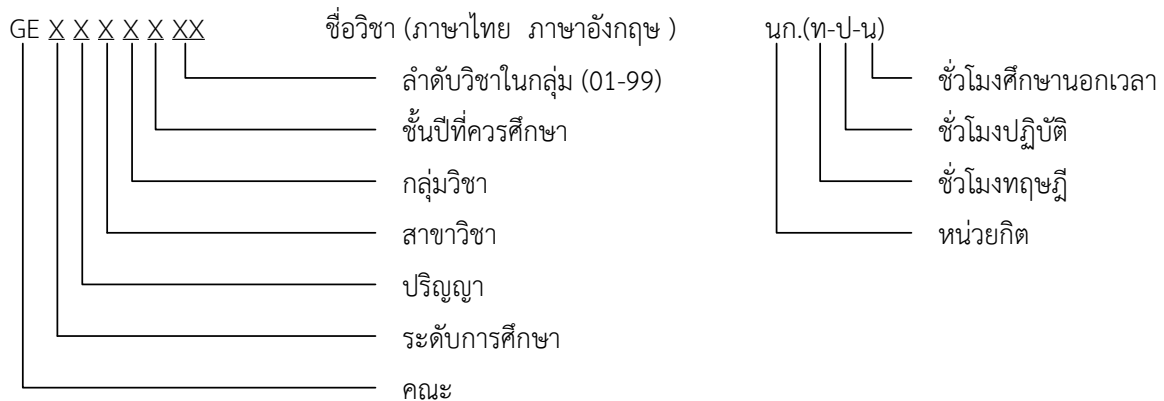 GE X X X X X XX ชื่อวิชา (ภาษาไทย ภาษาอังกฤษ ) นก.(ท-ป-น)
ลำดับวิชาในกลุ่ม (01-99) ชั่วโมงศึกษานอกเวลา
ชั้นปีที่ควรศึกษา ชั่วโมงปฏิบัติ
กลุ่มวิชา ชั่วโมงทฤษฎี
สาขาวิชา หน่วยกิต
ปริญญา
ระดับการศึกษา
คณะ